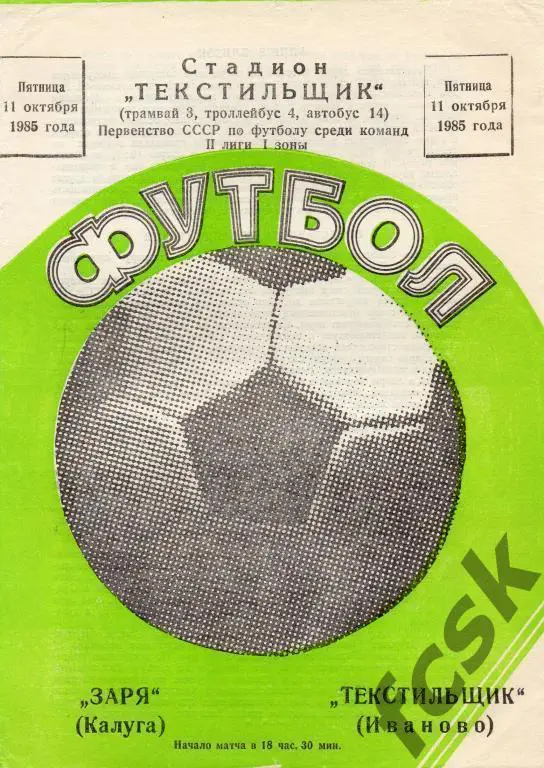 Стадион
„ТЕКСТИЛЬЩИК"
(трамвай 3, троллейбус 4, автобус 14)
Первенство СССР по футболу среди команд
II лиги I зоны
Пятница
11 октября
1985 года
Пятница
11 октября
1985 года
ФУТБОЛ
„ЗАРЯ"
(Калуга)
„ТЕКСТИЛЬЩИК"
(Иваново)
Начало матча в 18 час. 30 мин.
fcsk